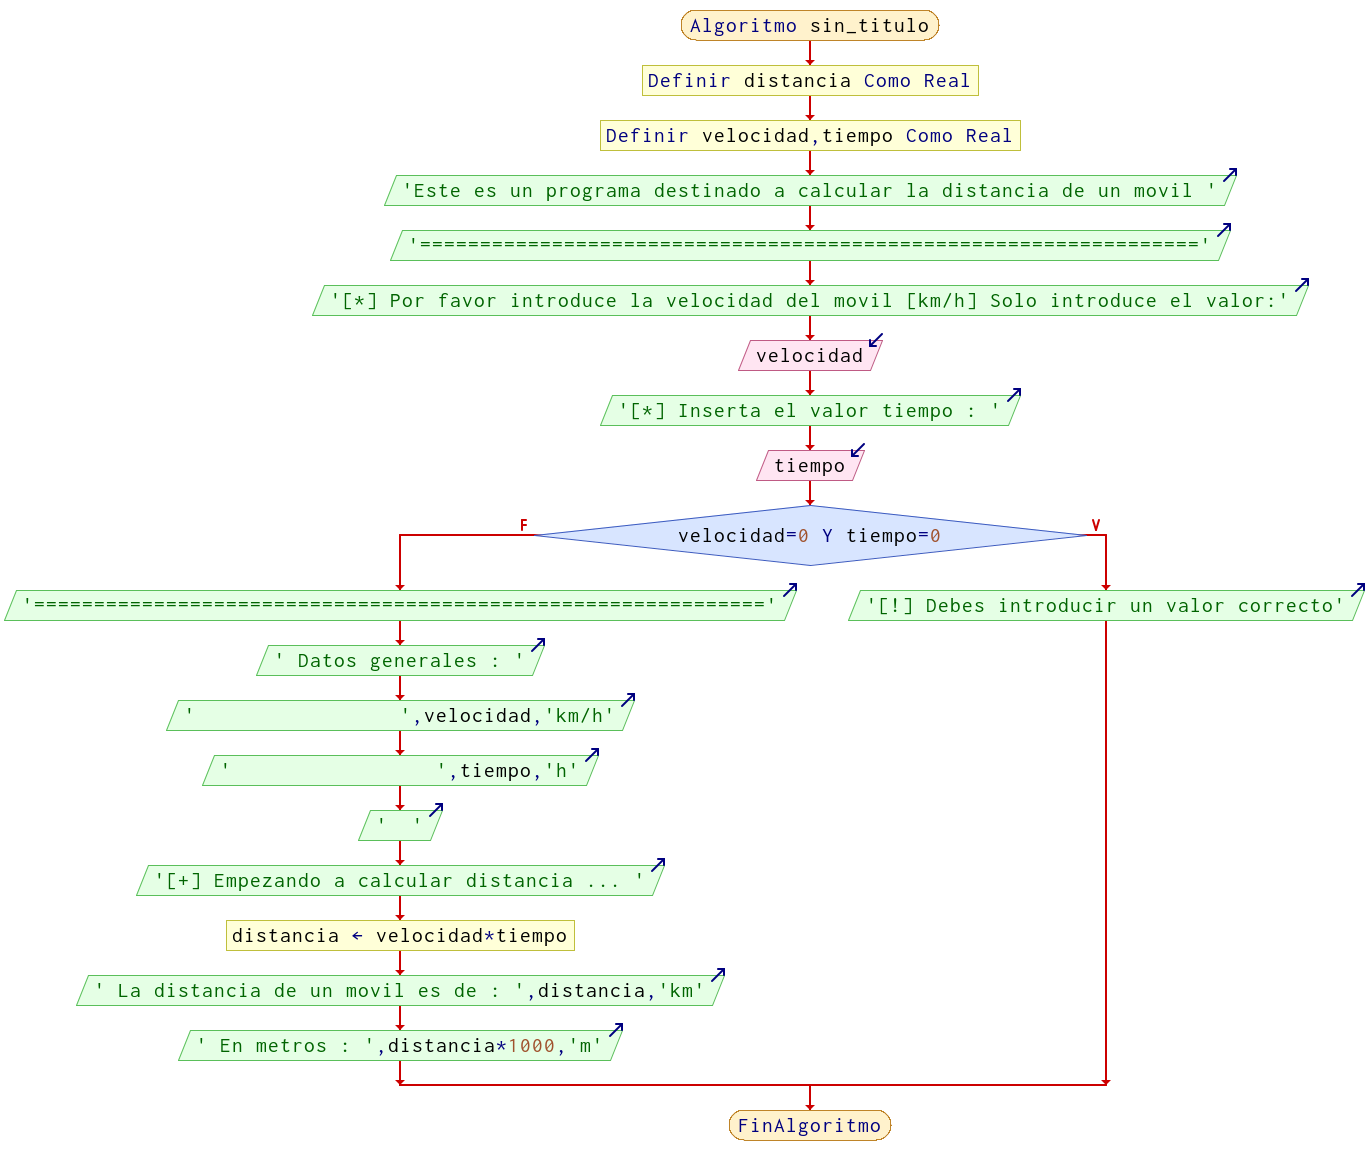 Algoritmo sin_titulo
Definir distancia Como Real
Definir velocidad,tiempo Como Real
'Este es un programa destinado a calcular la distancia de un movil '
'================================================================='
'[*] Por favor introduce la velocidad del movil [km/h] Solo introduce el valor:'
velocidad
'[*] Inserta el valor tiempo : '
tiempo
F
V
velocidad=0 Y tiempo=0
'============================================================='
'[!] Debes introducir un valor correcto'
' Datos generales : '
'                 ',velocidad,'km/h'
'                 ',tiempo,'h'
'  '
'[+] Empezando a calcular distancia ... '
distancia ← velocidad*tiempo
' La distancia de un movil es de : ',distancia,'km'
' En metros : ',distancia*1000,'m'
FinAlgoritmo